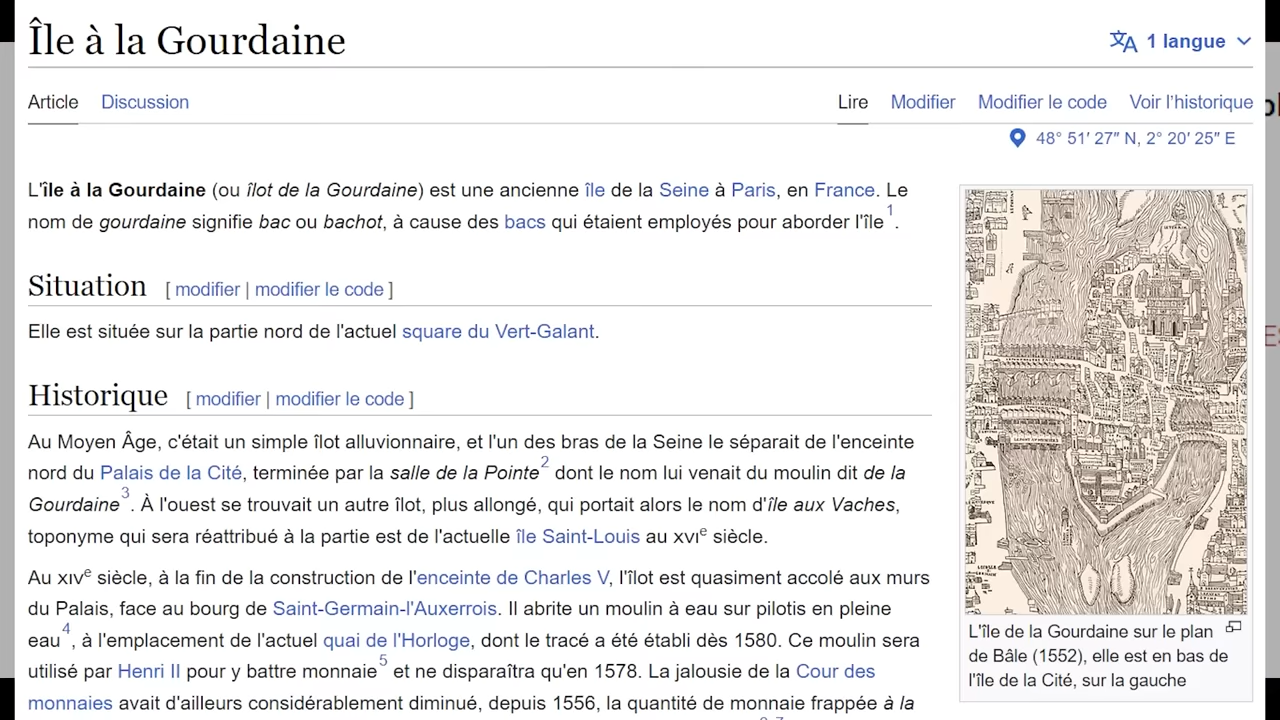 Île à la Gourdaine
1 langue
Article Discussion Lire Modifier Modifier le code Voir l'historique
48° 51′ 27″ N, 2° 20′ 25″ E
L'île à la Gourdaine (ou îlot de la Gourdaine) est une ancienne île de la Seine à Paris, en France. Le
nom de gourdaine signifie bac ou bachot, à cause des bacs qui étaient employés pour aborder l'île 1.
Situation [ modifier | modifier le code ]
Elle est située sur la partie nord de l'actuel square du Vert-Galant.
Historique [ modifier | modifier le code ]
Au Moyen Âge, c'était un simple îlot alluvionnaire, et l'un des bras de la Seine le séparait de l'enceinte
nord du Palais de la Cité, terminée par la salle de la Pointe 2 dont le nom lui venait du moulin dit de la
Gourdaine 3. À l'ouest se trouvait un autre îlot, plus allongé, qui portait alors le nom d'île aux Vaches,
toponyme qui sera réattribué à la partie est de l'actuelle île Saint-Louis au XVIe siècle.
Au XIVe siècle, à la fin de la construction de l'enceinte de Charles V, l'îlot est quasiment accolé aux murs
du Palais, face au bourg de Saint-Germain-l'Auxerrois. Il abrite un moulin à eau sur pilotis en pleine
eau 4, à l'emplacement de l'actuel quai de l'Horloge, dont le tracé a été établi dès 1580. Ce moulin sera
utilisé par Henri II pour y battre monnaie 5 et ne disparaîtra qu'en 1578. La jalousie de la Cour des
monnaies avait d'ailleurs considérablement diminué, depuis 1556, la quantité de monnaie frappée à la
L'île de la Gourdaine sur le plan
de Bâle (1552), elle est en bas de
l'île de la Cité, sur la gauche